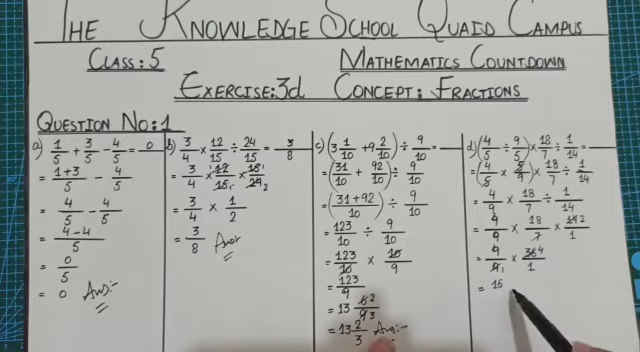 THE KNOWLEDGE SCHOOL QUAID CAMPUS
CLASS: 5 MATHEMATICS COUNTDOWN
EXERCISE: 3d CONCEPT: FRACTIONS
QUESTION NO: 1
a) 1/5 + 3/5 - 4/5 = 0
= 1+3/5 - 4/5
= 4/5 - 4/5
= 4-4/5
= 0/5
= 0 Ans:-
b) 3/4 × 12/15 ÷ 24/15 = 3/8
= 3/4 × 12/15 × 15/24 2
= 3/4 × 1/2
= 3/8 Ans:
c) (3 1/10 + 9 2/10) ÷ 9/10 =
= (31/10 + 92/10) ÷ 9/10
= (31+92/10) ÷ 9/10
= 123/10 ÷ 9/10
= 123/10 × 10/9
= 123/9
= 13 6 2/9 3
= 13 2/3 Ans:-
d) (4/5 ÷ 9/5) × 18/7 ÷ 1/14 =
= (4/5 × 5/9) × 18/7 ÷ 1/14
= 4/9 × 18/7 ÷ 1/14
= 4/9 × 18/7 × 14 2/1
= 4/9 1 × 36 4/1
= 16